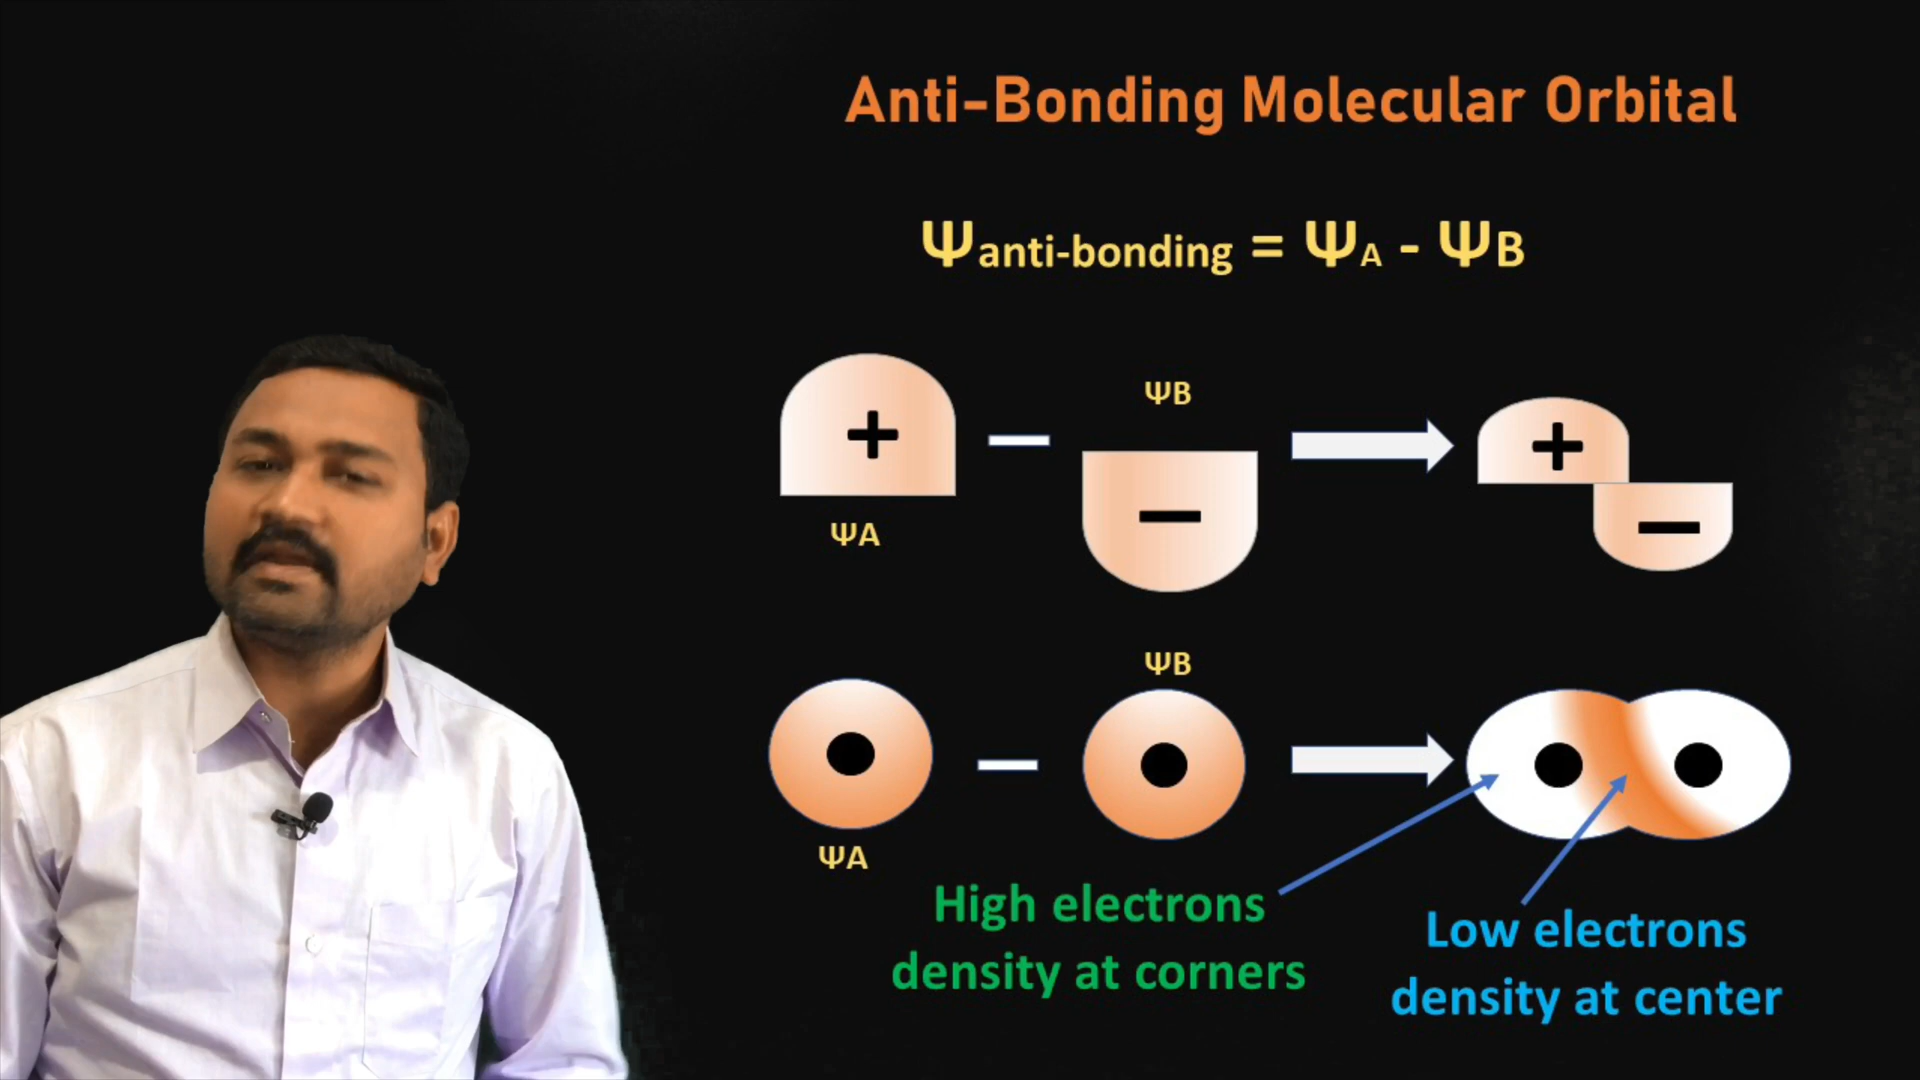 Anti-Bonding Molecular Orbital
Ψanti-bonding = ΨA - ΨB
ΨB
+
−
+
−
ΨA
ΨB
ΨA
High electrons
density at corners
Low electrons
density at center